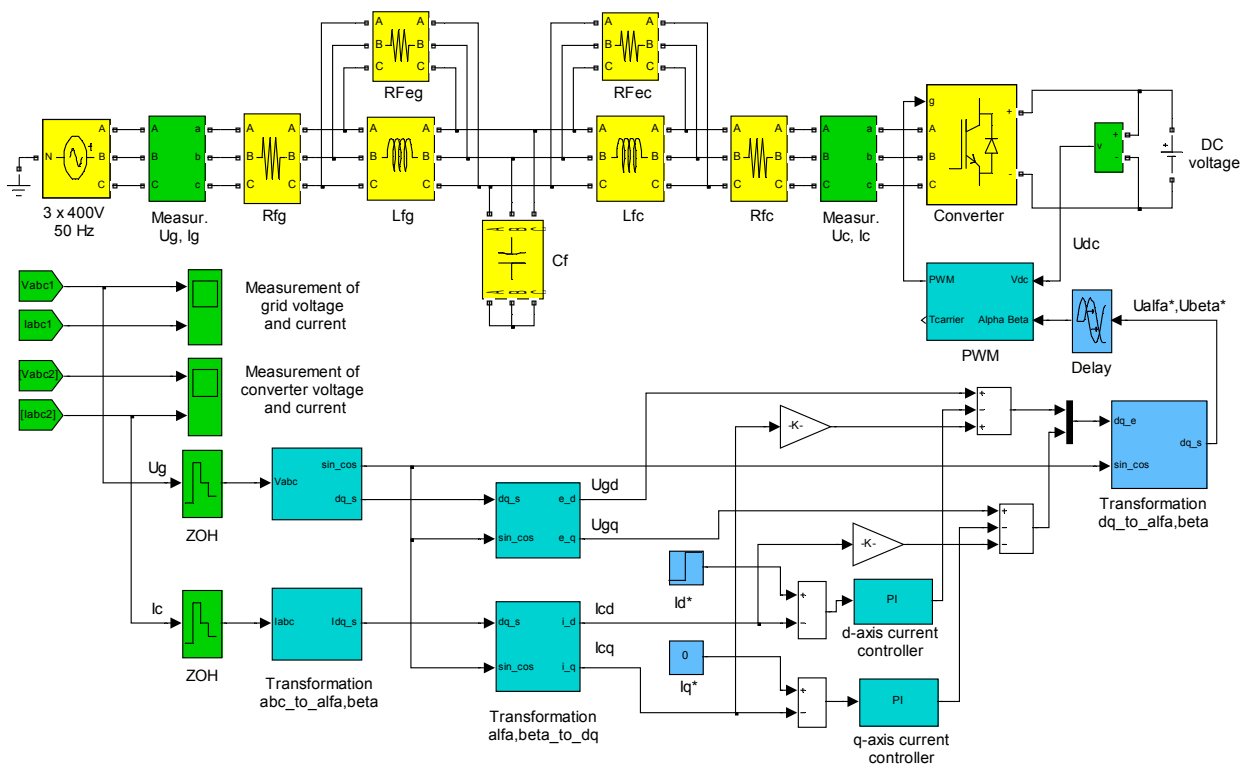 A A
B B
C C
RFeg
A A
B B
C C
RFec
N
A
B
C
3 x 400V
50 Hz
A a
B b
C c
Measur.
Ug, Ig
A A
B B
C C
Rfg
A A
B B
C C
Lfg
A B C
A B C
Cf
A A
B B
C C
Lfc
A A
B B
C C
Rfc
A a
B b
C c
Measur.
Uc, Ic
g
A
B
C
+
-
Converter
+
v
-
+
DC
voltage
Udc
Vabc1
Iabc1
Measurement of
grid voltage
and current
[Vabc2]
[Iabc2]
Measurement of
converter voltage
and current
PWM
Vdc
Tcarrier
Alpha Beta
PWM
Delay
Ualfa*,Ubeta*
Ug
ZOH
Vabc
sin_cos
dq_s
dq_s
sin_cos
e_d
e_q
Ugd
Ugq
-K-
+
−
+
-K-
+
−
−
dq_e
sin_cos
dq_s
Transformation
dq_to_alfa,beta
Ic
ZOH
Iabc
Idq_s
Transformation
abc_to_alfa,beta
dq_s
sin_cos
i_d
i_q
Transformation
alfa,beta_to_dq
Icd
Icq
Id*
+
−
PI
d-axis current
controller
0
Iq*
+
−
PI
q-axis current
controller